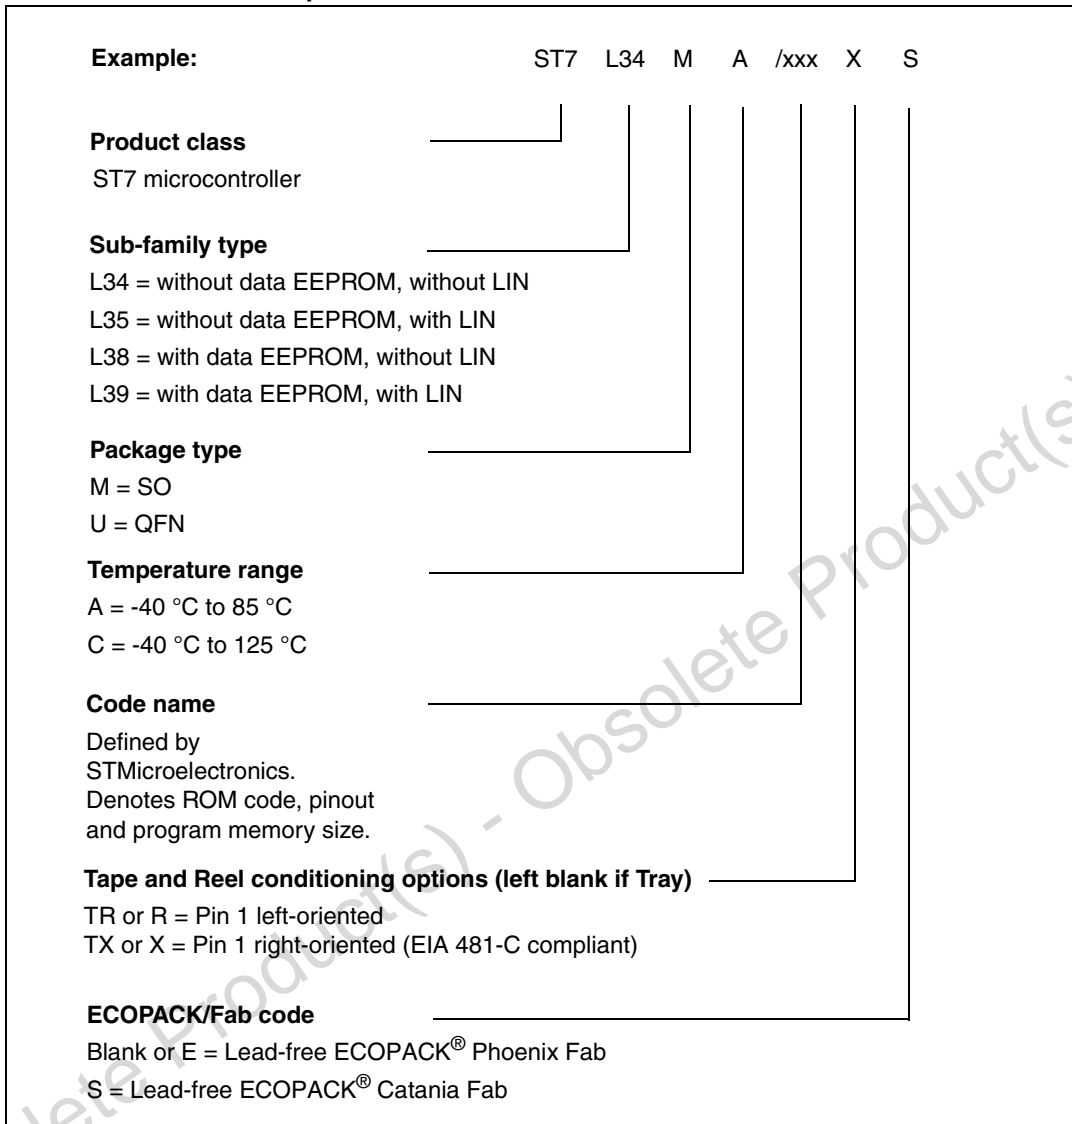 Example: ST7 L34 M A /xxx X S
Product class
ST7 microcontroller
Sub-family type
L34 = without data EEPROM, without LIN
L35 = without data EEPROM, with LIN
L38 = with data EEPROM, without LIN
L39 = with data EEPROM, with LIN
Package type
M = SO
U = QFN
Temperature range
A = -40 °C to 85 °C
C = -40 °C to 125 °C
Code name
Defined by
STMicroelectronics.
Denotes ROM code, pinout
and program memory size.
Tape and Reel conditioning options (left blank if Tray)
TR or R = Pin 1 left-oriented
TX or X = Pin 1 right-oriented (EIA 481-C compliant)
ECOPACK/Fab code
Blank or E = Lead-free ECOPACK® Phoenix Fab
S = Lead-free ECOPACK® Catania Fab
lete Product(s) - Obsolete Product(s